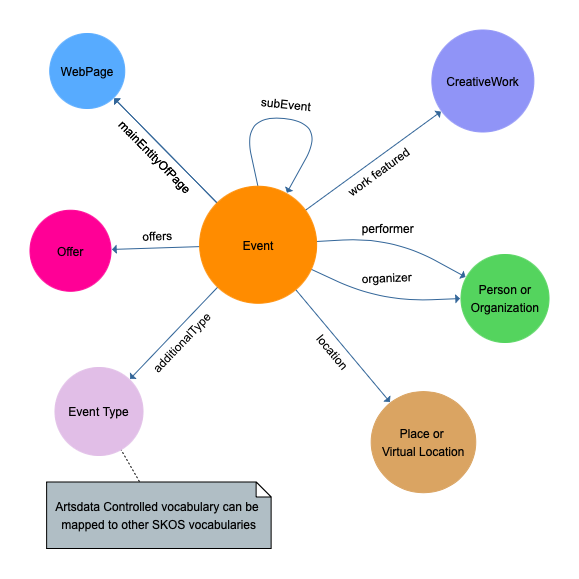 WebPage
subEvent
CreativeWork
mainEntityOfPage
work featured
performer
offers
Event
Offer
organizer
Person or
Organization
additionalType
location
Event Type
Place or
Virtual Location
Artsdata Controlled vocabulary can be
mapped to other SKOS vocabularies